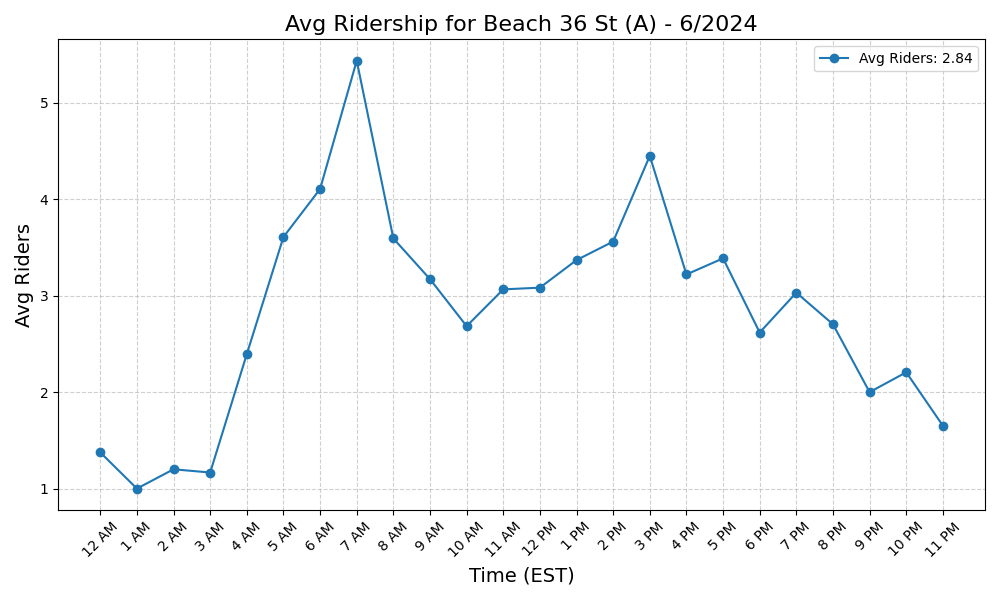 Avg Ridership for Beach 36 St (A) - 6/2024
Avg Riders: 2.84
Avg Riders
5
4
3
2
1
12 AM
1 AM
2 AM
3 AM
4 AM
5 AM
6 AM
7 AM
8 AM
9 AM
10 AM
11 AM
12 PM
1 PM
2 PM
3 PM
4 PM
5 PM
6 PM
7 PM
8 PM
9 PM
10 PM
11 PM
Time (EST)